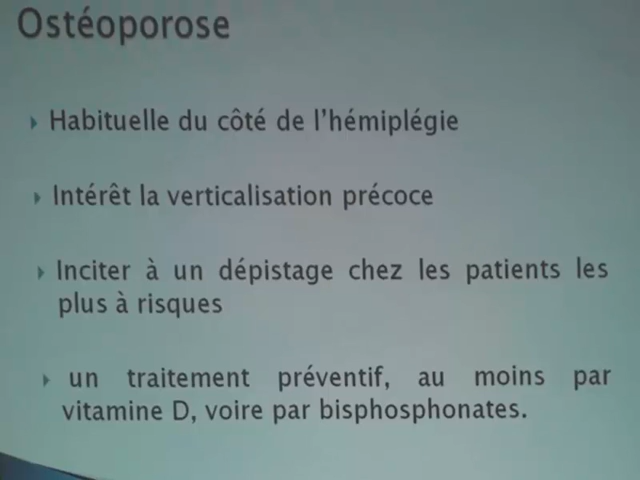 Ostéoporose
Habituelle du côté de l'hémiplégie
Intérêt la verticalisation précoce
Inciter à un dépistage chez les patients les
plus à risques
un traitement préventif, au moins par
vitamine D, voire par bisphosphonates.